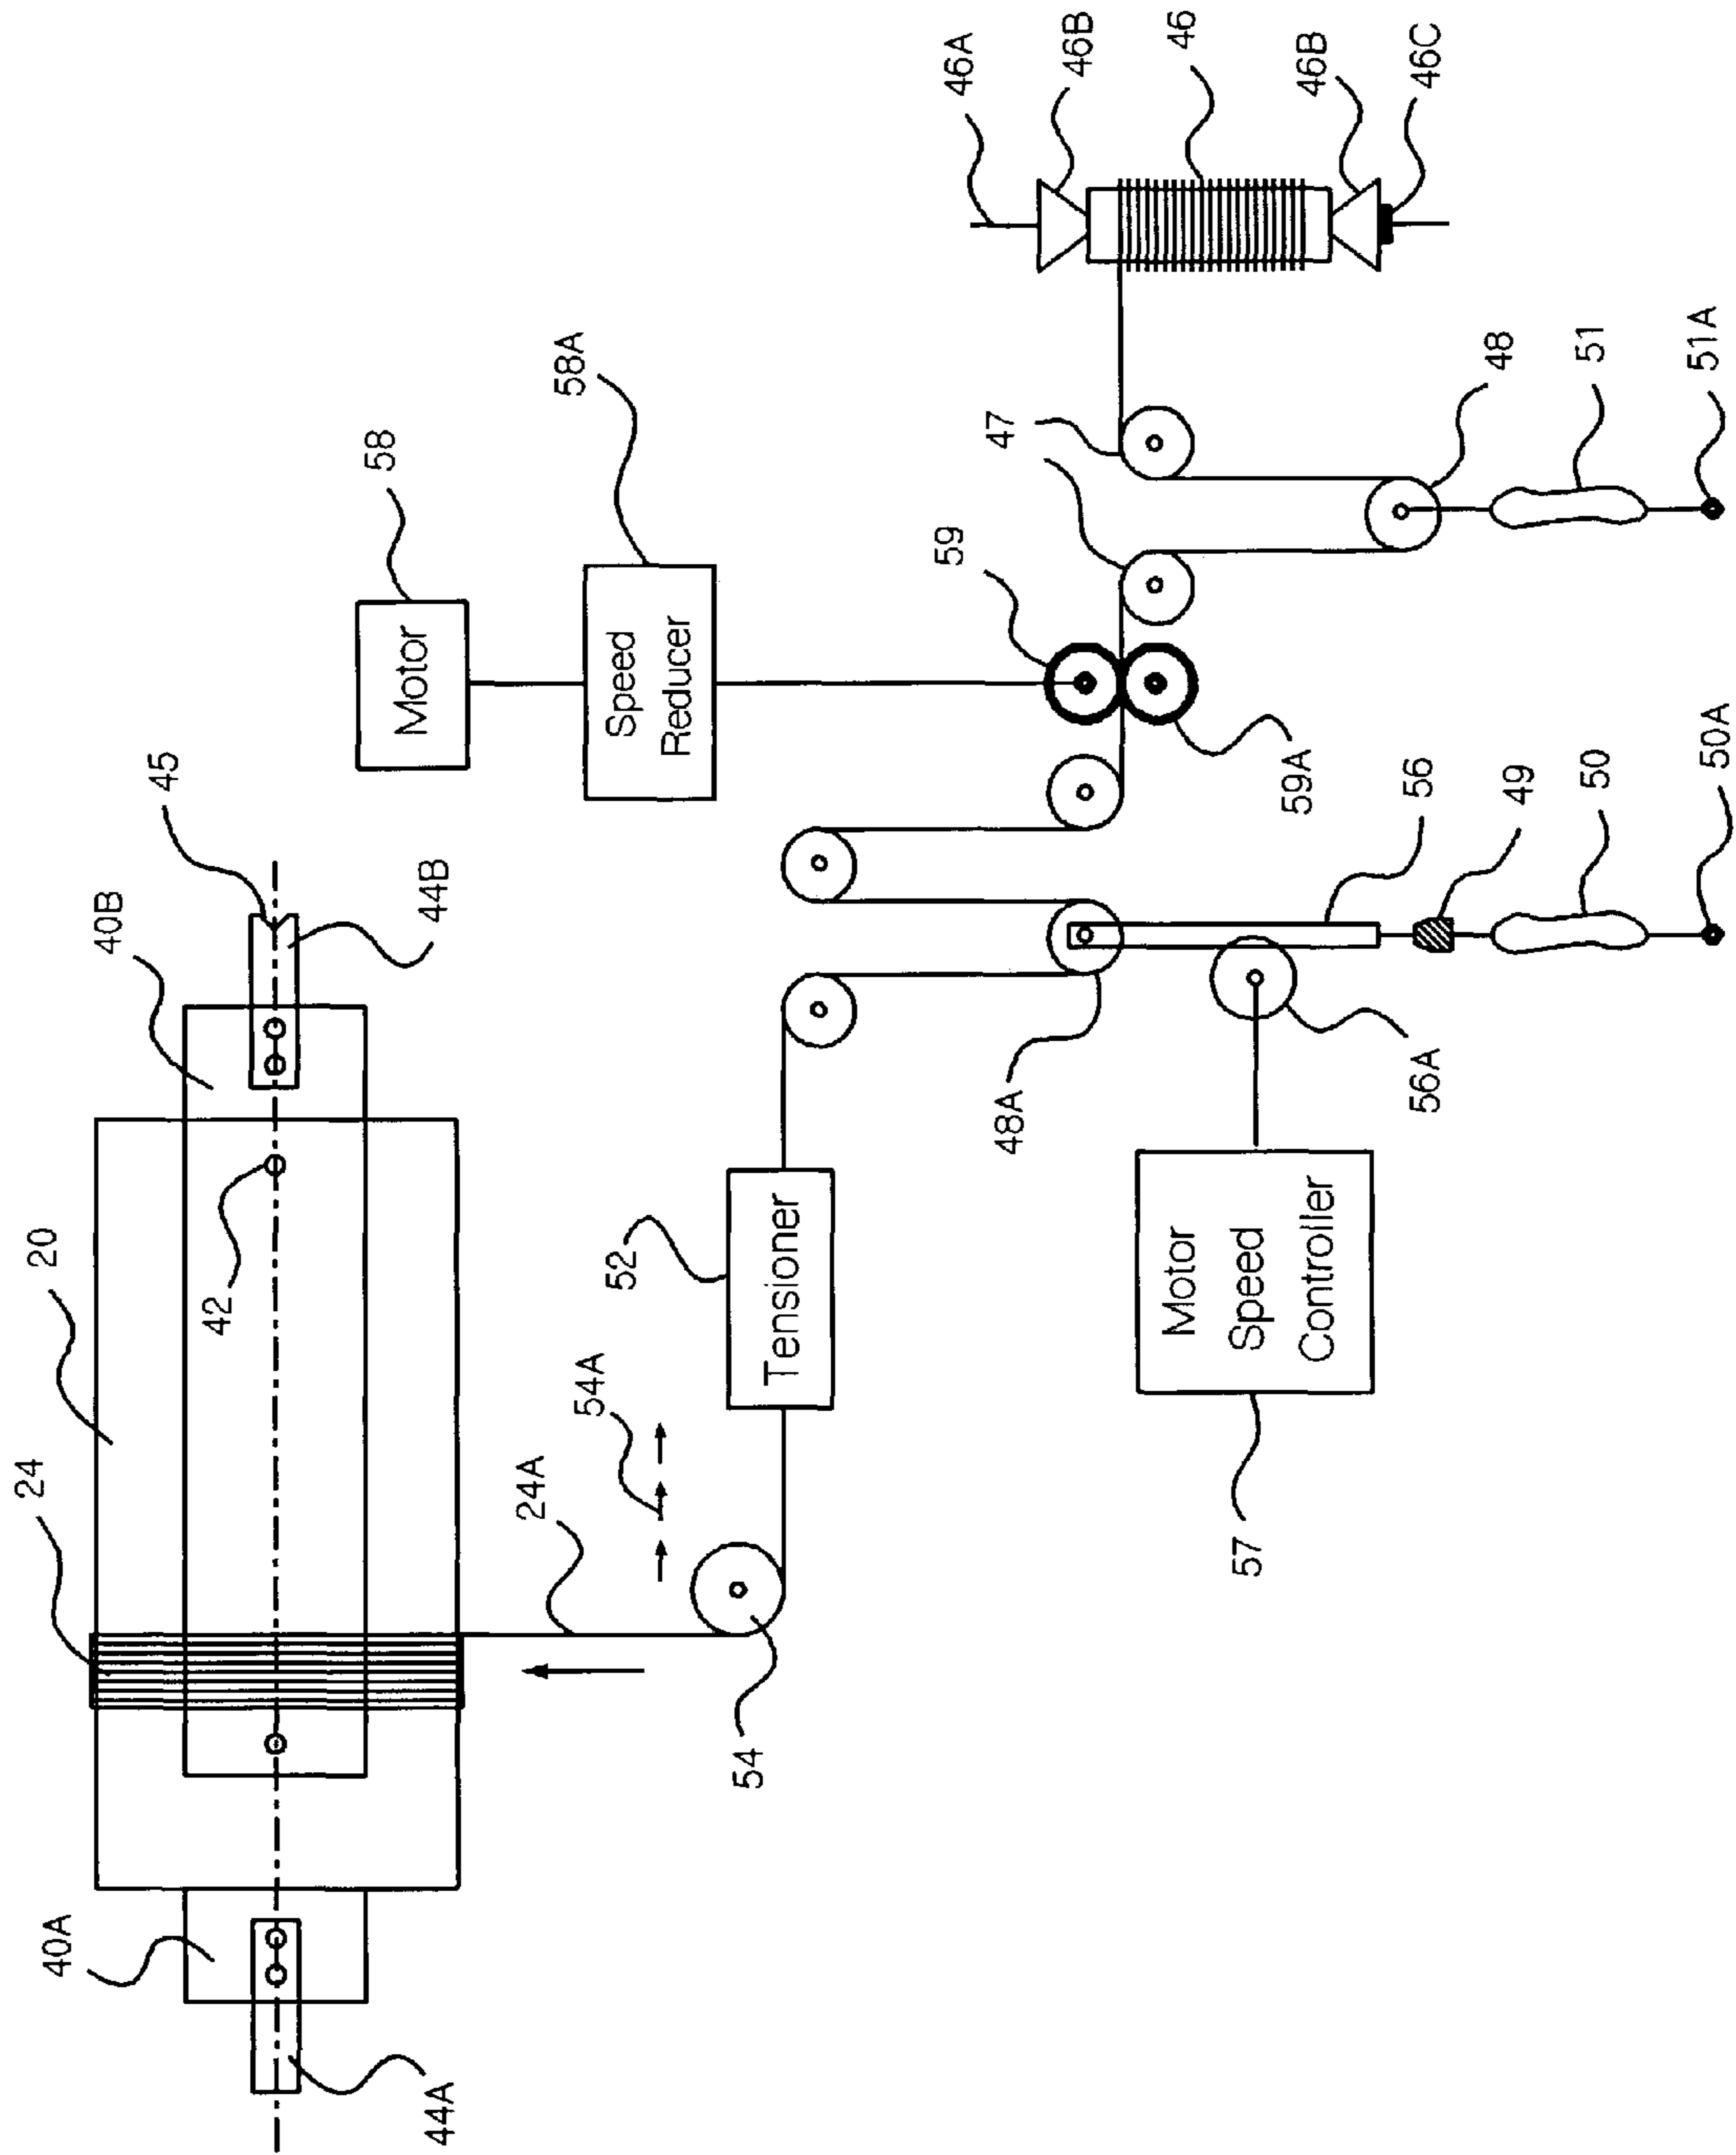 46A
46B
46
46B
46C
58
58A
Motor
Speed
Reducer
47
59
59A
48
51
51A
45
40B
44B
20
42
24
40A
44A
52
Tensioner
54A
24A
54
48A
56
49
50
50A
56A
Motor
Speed
Controller
57